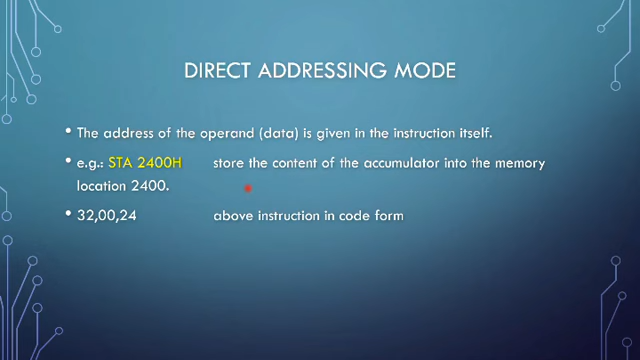 DIRECT ADDRESSING MODE
• The address of the operand (data) is given in the instruction itself.
• e.g.: STA 2400H store the content of the accumulator into the memory
location 2400.
• 32,00,24 above instruction in code form